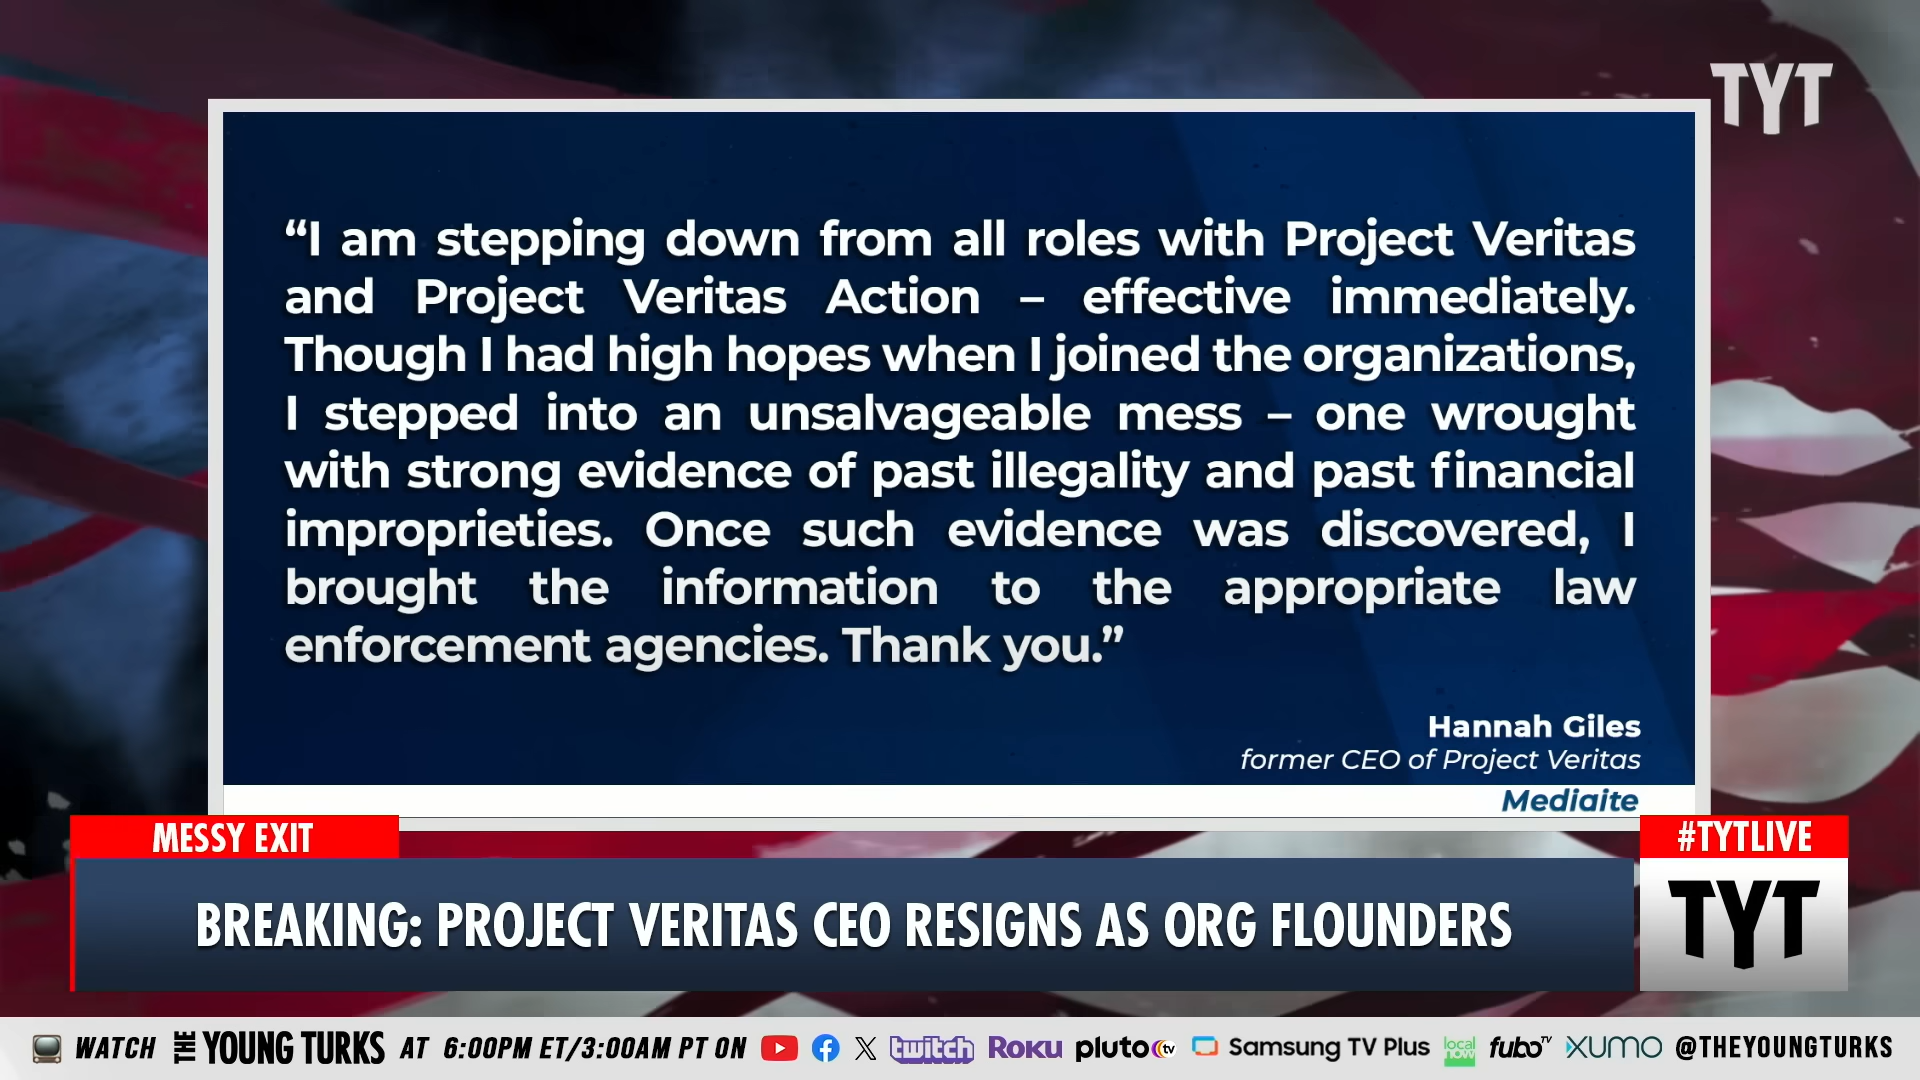 TYT
“I am stepping down from all roles with Project Veritas
and Project Veritas Action – effective immediately.
Though I had high hopes when I joined the organizations,
I stepped into an unsalvageable mess – one wrought
with strong evidence of past illegality and past financial
improprieties. Once such evidence was discovered, I
brought the information to the appropriate law
enforcement agencies. Thank you.”
Hannah Giles
former CEO of Project Veritas
Mediaite
MESSY EXIT
#TYTLIVE
BREAKING: PROJECT VERITAS CEO RESIGNS AS ORG FLOUNDERS
TYT
WATCH THE YOUNG TURKS AT 6:00PM ET/3:00AM PT ON twitch ROKU pluto tv SAMSUNG TV Plus local now fubo TV XUMO @THEYOUNGTURKS